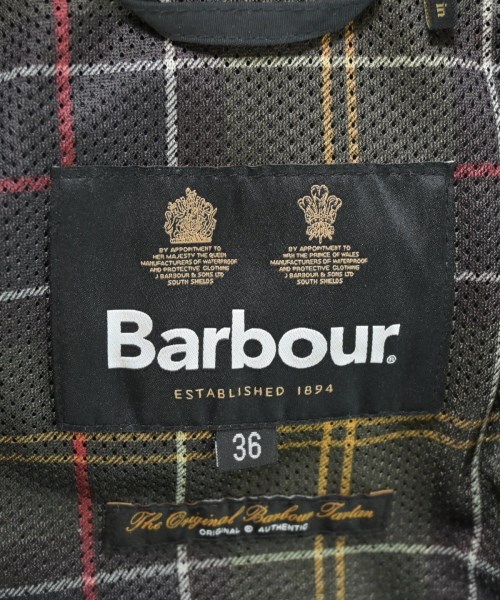 in
BY APPOINTMENT TO
HER MAJESTY THE QUEEN
MANUFACTURERS OF WATERPROOF
AND PROTECTIVE CLOTHING
J BARBOUR & SONS LTD
SOUTH SHIELDS
BY APPOINTMENT TO
HRH THE PRINCE OF WALES
MANUFACTURERS OF WATERPROOF
AND PROTECTIVE CLOTHING
J BARBOUR & SONS LTD
SOUTH SHIELDS
Barbour®
ESTABLISHED 1894
36
The Original Barbour Tartan
ORIGINAL © AUTHENTIC